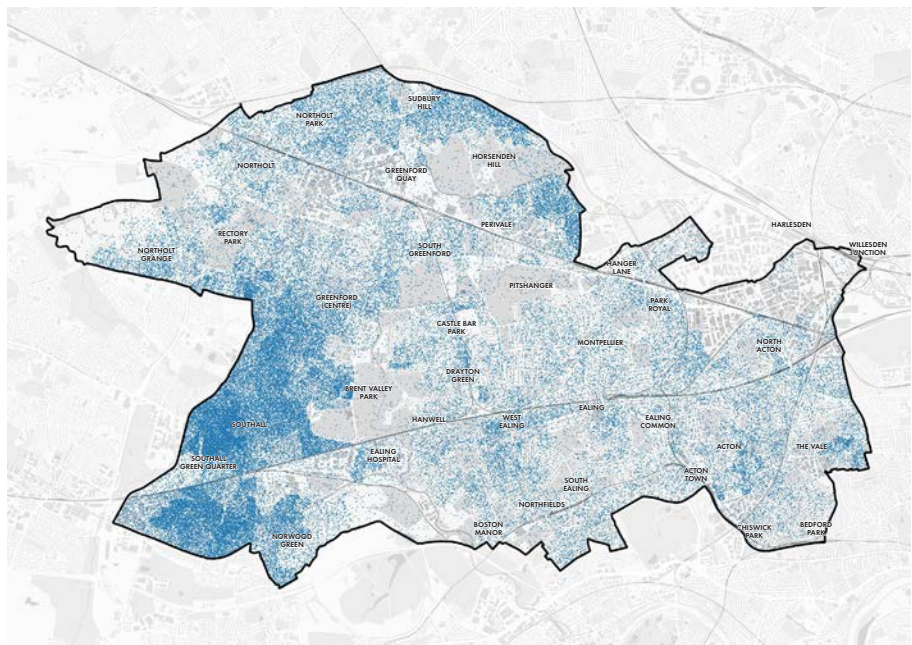 SUDBURY
HILL
NORTHOLT
PARK
HORSENDEN
HILL
NORTHOLT
GREENFORD
QUAY
PERIVALE
HARLESDEN
RECTORY
PARK
SOUTH
GREENFORD
WILLESDEN
JUNCTION
NORTHOLT
GRANGE
HANGER
LANE
PITSHANGER
GREENFORD
(CENTRE)
PARK
ROYAL
CASTLE BAR
PARK
MONTPELLIER
NORTH
ACTON
DRAYTON
GREEN
BRENT VALLEY
PARK
EALING
HANWELL
WEST
EALING
EALING
COMMON
SOUTHALL
ACTON
THE VALE
EALING
HOSPITAL
SOUTHALL
GREEN QUARTER
ACTON
TOWN
SOUTH
EALING
NORTHFIELDS
BOSTON
MANOR
CHISWICK
PARK
BEDFORD
PARK
NORWOOD
GREEN